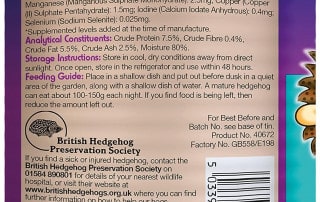 Manganese (Manganous Sulphate Monohydrate): 2.5mg; Copper (Copper
(II) Sulphate Pentahydrate): 1.5mg; Iodine (Calcium Iodate Anhydrous): 0.4mg;
Selenium (Sodium Selenite): 0.025mg.
*Supplemented levels added at the time of manufacture.
Analytical Constituents: Crude Protein 7.5%, Crude Fibre 0.4%,
Crude Fat 5.5%, Crude Ash 2.5%, Moisture 80%.
Storage Instructions: Store in cool, dry conditions away from direct
sunlight. Once open, store in the refrigerator and use within 48 hours.
Feeding Guide: Place in a shallow dish and put out before dusk in a quiet
area of the garden, along with a shallow dish of water. A mature hedgehog
can eat about 100-150g each night. If you find food is being left, then
reduce the amount left out.
For Best Before and
Batch No. see base of tin.
Product No. 40672
Factory No. GB558/E198
British Hedgehog
Preservation Society
If you find a sick or injured hedgehog, contact the
British Hedgehog Preservation Society on
01584 890801 for details of your nearest wildlife
hospital, or visit their website at
www.britishhedgehogs.org.uk where you can find
further information on how to help our hogs
5 0339